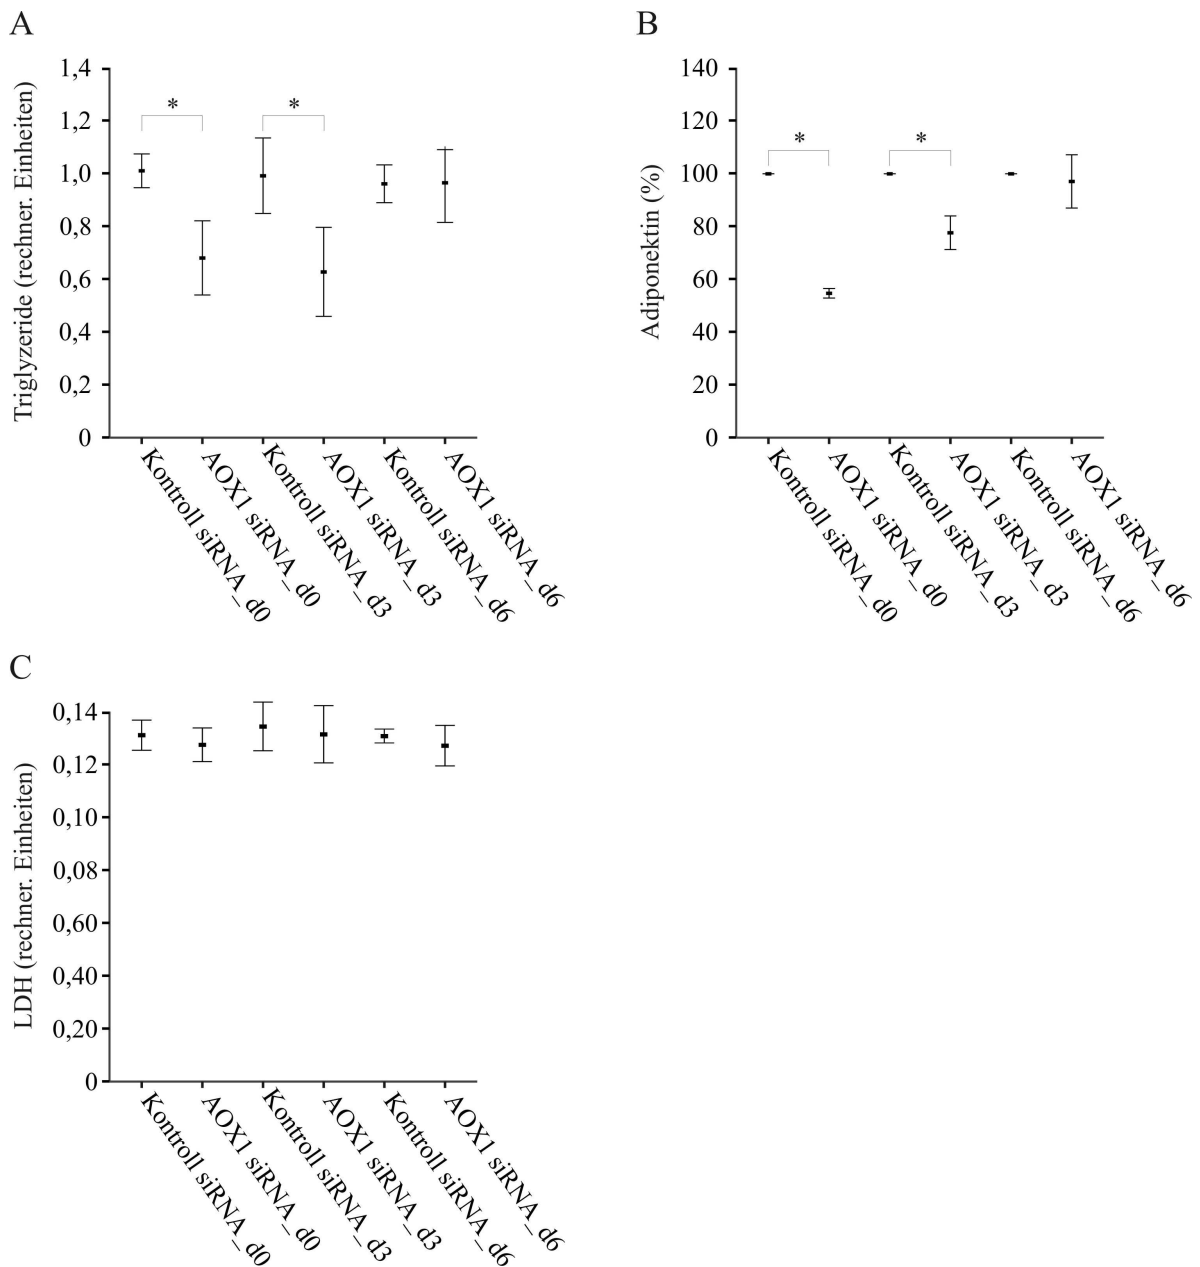 A
Triglyzeride (rechner. Einheiten)
1,4
1,2
1,0
0,8
0,6
0,4
0,2
0
*
*
Kontroll siRNA_d0
AOX1 siRNA_d0
Kontroll siRNA_d3
AOX1 siRNA_d3
Kontroll siRNA_d6
AOX1 siRNA_d6
B
Adiponektin (%)
140
120
100
80
60
40
20
0
*
*
Kontroll siRNA_d0
AOX1 siRNA_d0
Kontroll siRNA_d3
AOX1 siRNA_d3
Kontroll siRNA_d6
AOX1 siRNA_d6
C
LDH (rechner. Einheiten)
0,14
0,12
0,10
0,08
0,60
0,40
0,20
0
Kontroll siRNA_d0
AOX1 siRNA_d0
Kontroll siRNA_d3
AOX1 siRNA_d3
Kontroll siRNA_d6
AOX1 siRNA_d6